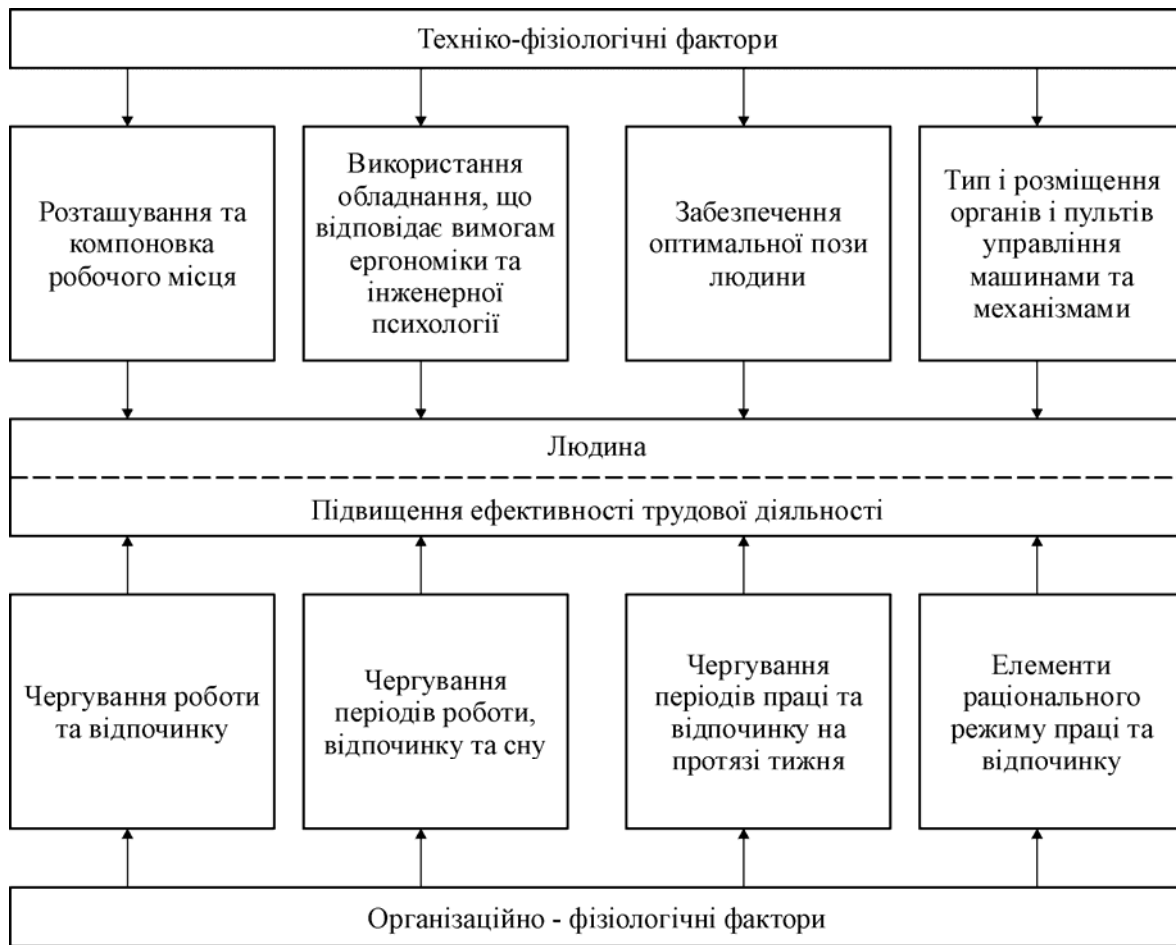 Техніко-фізіологічні фактори
Розташування та
компоновка
робочого місця
Використання
обладнання, що
відповідає вимогам
ергономіки та
інженерної
психології
Забезпечення
оптимальної пози
людини
Тип і розміщення
органів і пультів
управління
машинами та
механізмами
Людина
Підвищення ефективності трудової діяльності
Чергування роботи
та відпочинку
Чергування
періодів роботи,
відпочинку та сну
Чергування
періодів праці та
відпочинку на
протязі тижня
Елементи
раціонального
режиму праці та
відпочинку
Організаційно - фізіологічні фактори